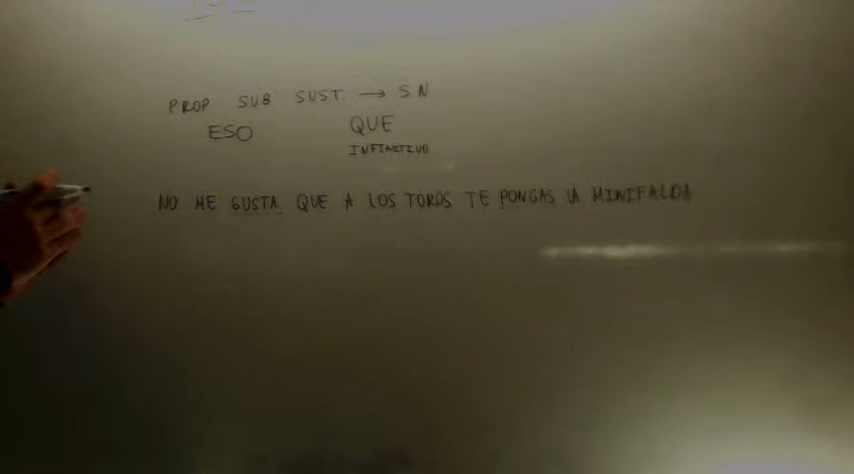 PROP SUB SUST. → SN
ESO QUE
INFINITIVO
NO ME GUSTA QUE A LOS TOROS TE PONGAS LA MINIFALDA